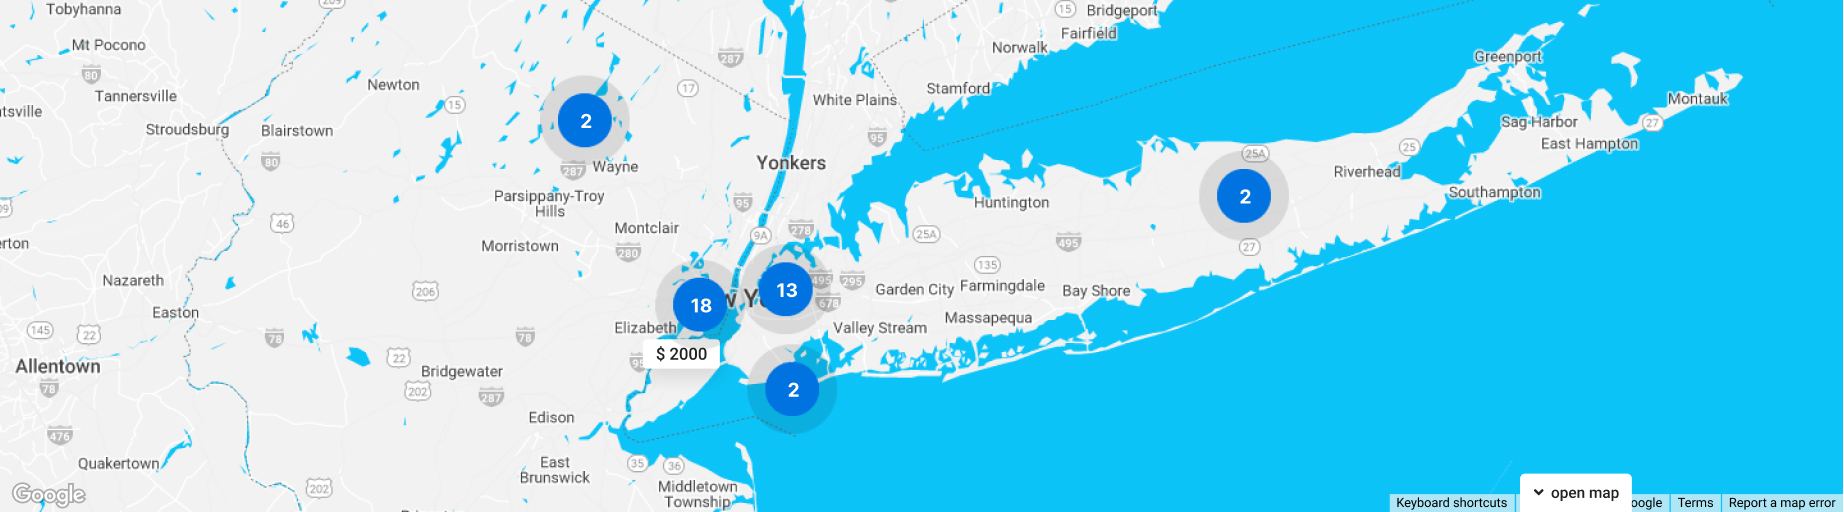 Tobyhanna
209
15
Bridgeport
Mt Pocono
Norwalk
Fairfield
287
Greenport
80
Newton
17
Stamford
Tannersville
15
White Plains
Montauk
ntsville
2
Sag Harbor
27
Stroudsburg
Blairstown
95
East Hampton
80
Wayne
287
Yonkers
25A
25
Riverhead
Parsippany-Troy
Hills
95
Huntington
2
Southampton
46
Montclair
9A
278
25A
495
27
erton
Morristown
280
135
Nazareth
206
18
13
495
295
Garden City
Farmingdale
Bay Shore
678
Easton
Elizabeth
Valley Stream
Massapequa
145
22
78
78
$ 2000
22
95
Allentown
Bridgewater
78
202
287
2
Edison
476
Quakertown
East
Brunswick
35
36
202
Middletown
Township
Google
Keyboard shortcuts
open map
oogle
Terms
Report a map error